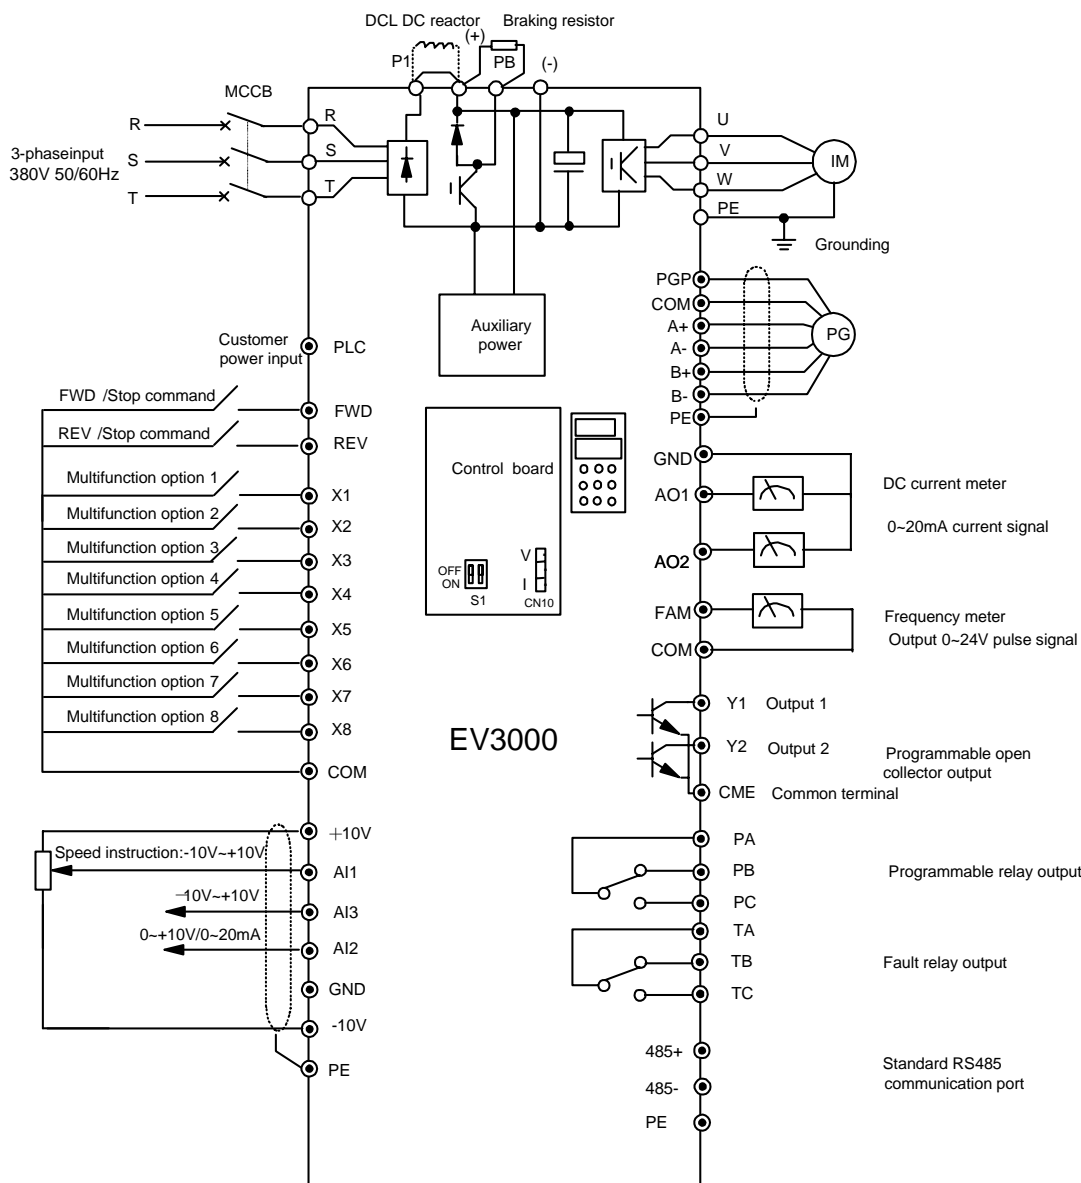 DCL DC reactor
Braking resistor
(+)
P1
PB
(-)
MCCB
R
R
3-phaseinput
380V 50/60Hz
S
S
T
T
U
V
W
PE
IM
Grounding
Auxiliary
power
PGP
COM
A+
A-
B+
B-
PE
PG
Customer
power input
PLC
FWD /Stop command
FWD
REV /Stop command
REV
Multifunction option 1
X1
Multifunction option 2
X2
Multifunction option 3
X3
Multifunction option 4
X4
Multifunction option 5
X5
Multifunction option 6
X6
Multifunction option 7
X7
Multifunction option 8
X8
COM
Control board
OFF
ON
S1
V
I
CN10
EV3000
GND
AO1
AO2
DC current meter
0~20mA current signal
FAM
COM
Frequency meter
Output 0~24V pulse signal
Y1 Output 1
Y2 Output 2
CME Common terminal
Programmable open
collector output
+10V
Speed instruction:-10V~+10V
AI1
-10V~+10V
AI3
0~+10V/0~20mA
AI2
GND
-10V
PE
PA
PB
PC
Programmable relay output
TA
TB
TC
Fault relay output
485+
485-
PE
Standard RS485
communication port